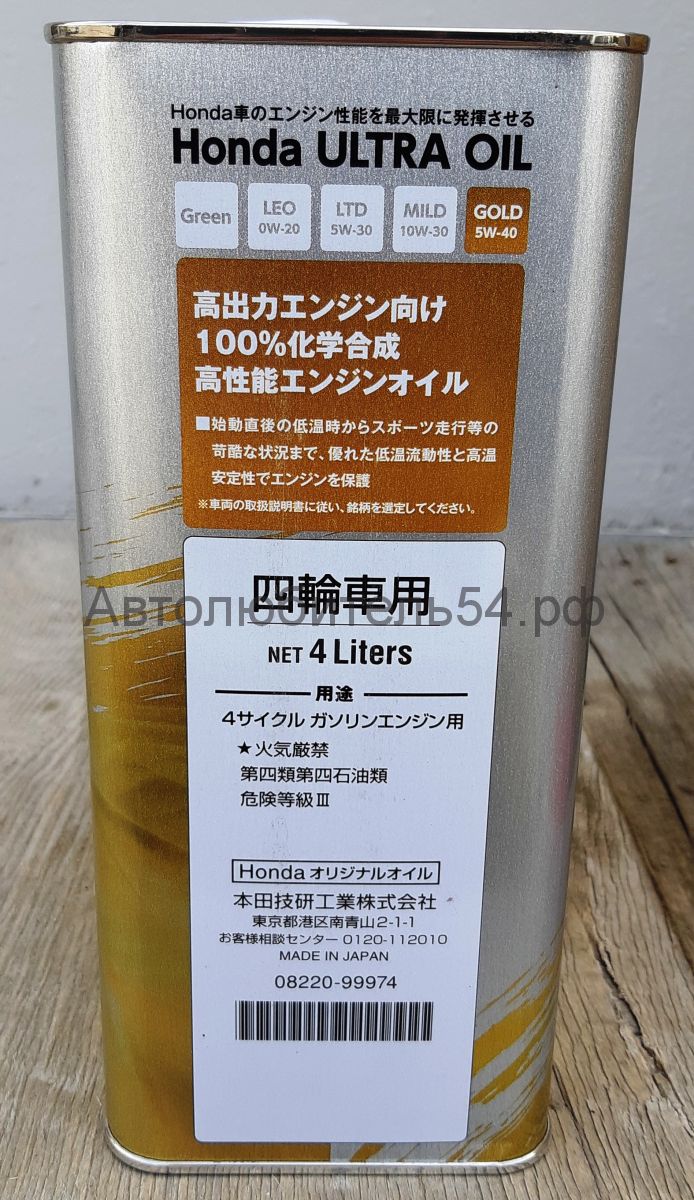 Honda車のエンジン性能を最大限に発揮させる
Honda ULTRA OIL
Green
LEO
0W-20
LTD
5W-30
MILD
10W-30
GOLD
5W-40
高出力エンジン向け
100%化学合成
高性能エンジンオイル
■始動直後の低温時からスポーツ走行等の
苛酷な状況まで、優れた低温流動性と高温
安定性でエンジンを保護
※車両の取扱説明書に従い、銘柄を選定してください。
四輪車用
Автолюбитель54.рф
NET 4 Liters
用途
4サイクル ガソリンエンジン用
★火気厳禁
第四類第四石油類
危険等級Ⅲ
Honda オリジナルオイル
本田技研工業株式会社
東京都港区南青山2-1-1
お客様相談センター 0120-112010
MADE IN JAPAN
08220-99974